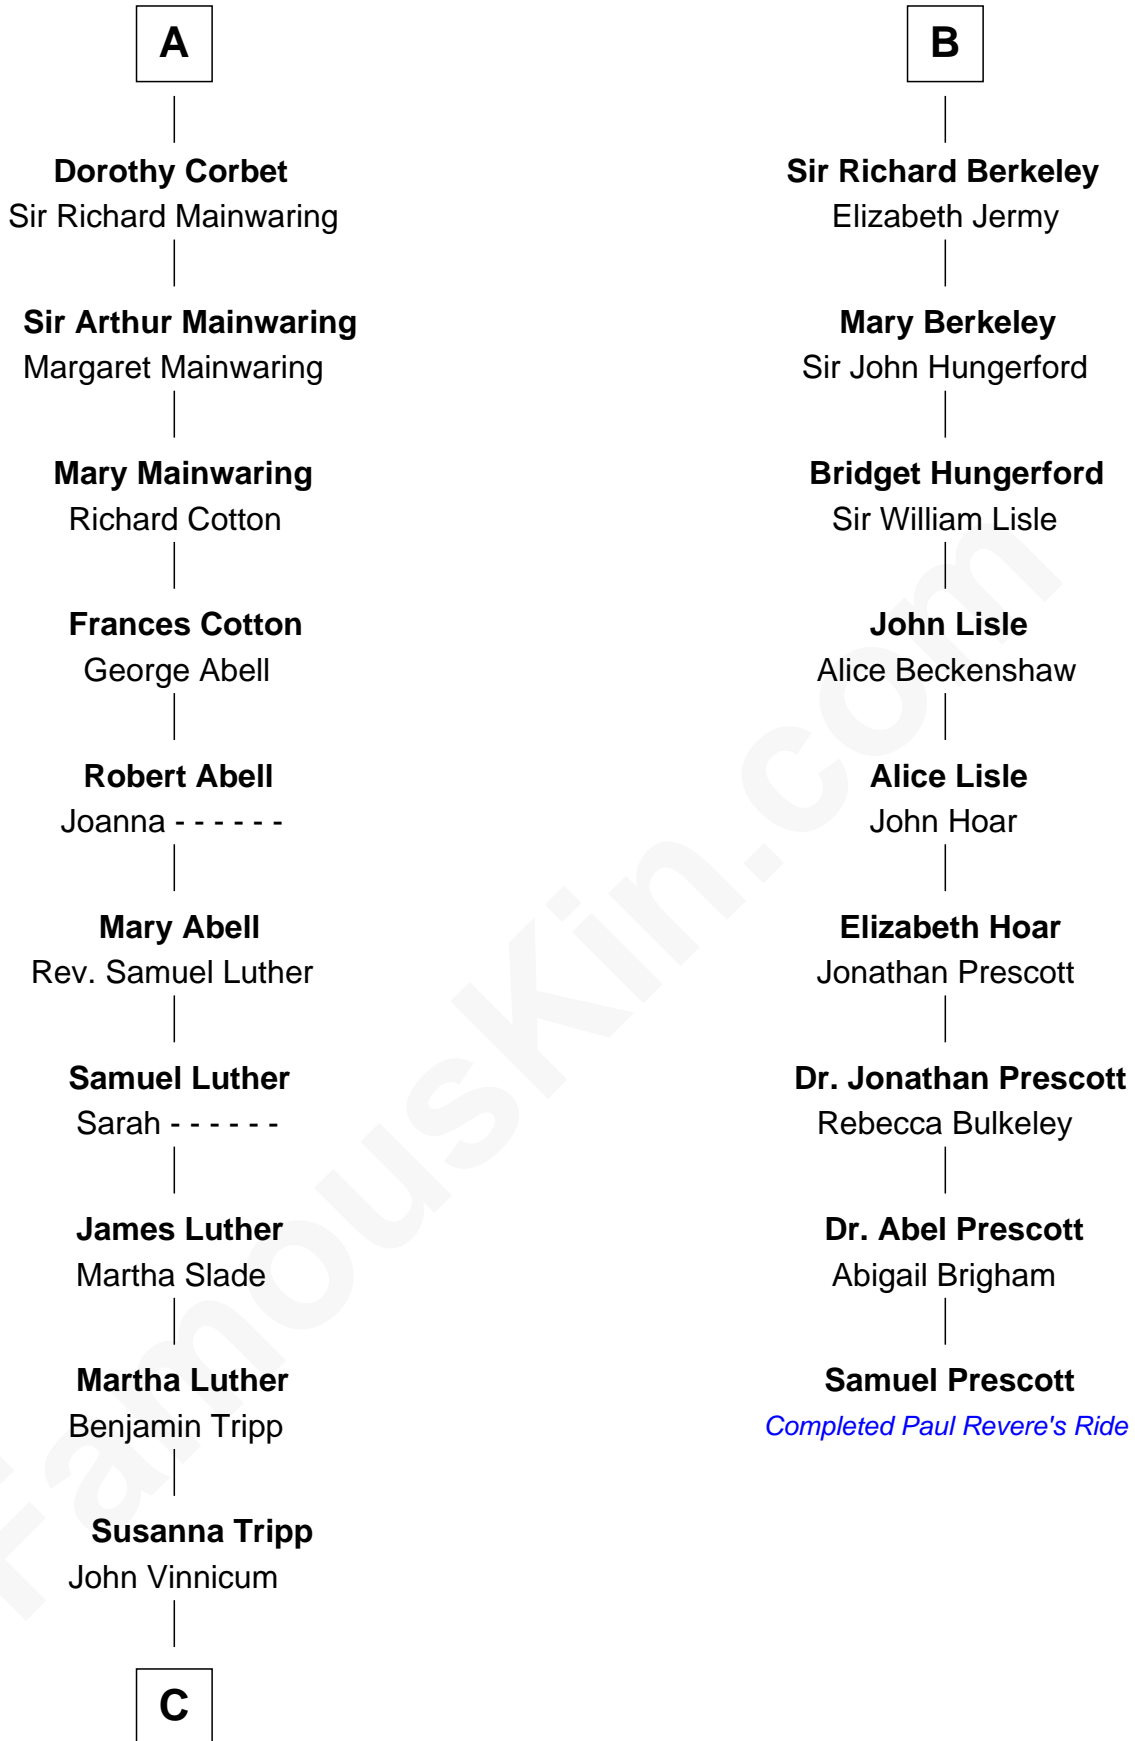 A
Dorothy Corbet
Sir Richard Mainwaring
Sir Arthur Mainwaring
Margaret Mainwaring
Mary Mainwaring
Richard Cotton
Frances Cotton
George Abell
Robert Abell
Joanna - - - - - -
Mary Abell
Rev. Samuel Luther
Samuel Luther
Sarah - - - - - -
James Luther
Martha Slade
Martha Luther
Benjamin Tripp
Susanna Tripp
John Vinnicum
C
B
Sir Richard Berkeley
Elizabeth Jermy
Mary Berkeley
Sir John Hungerford
Bridget Hungerford
Sir William Lisle
John Lisle
Alice Beckenshaw
Alice Lisle
John Hoar
Elizabeth Hoar
Jonathan Prescott
Dr. Jonathan Prescott
Rebecca Bulkeley
Dr. Abel Prescott
Abigail Brigham
Samuel Prescott
Completed Paul Revere's Ride
FamousKin.com